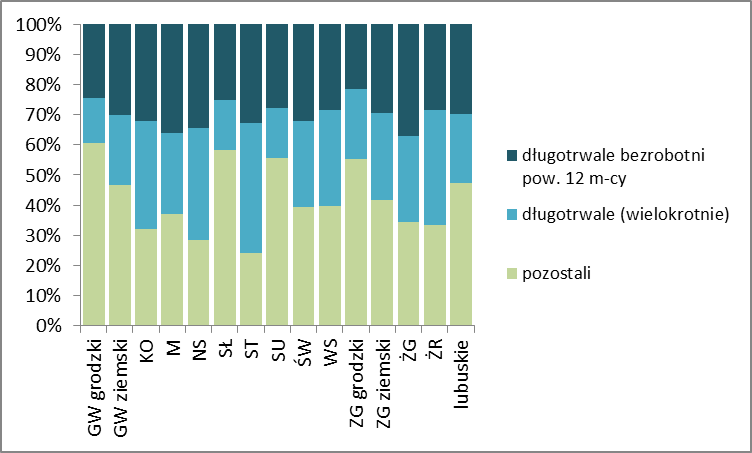 100%
90%
80%
70%
60%
50%
40%
30%
20%
10%
0%
GW grodzki
GW ziemski
KO
M
NS
SŁ
ST
SU
ŚW
WS
ZG grodzki
ZG ziemski
ŻG
ŻR
lubuskie
długotrwale bezrobotni
pow. 12 m-cy
długotrwale (wielokrotnie)
pozostali